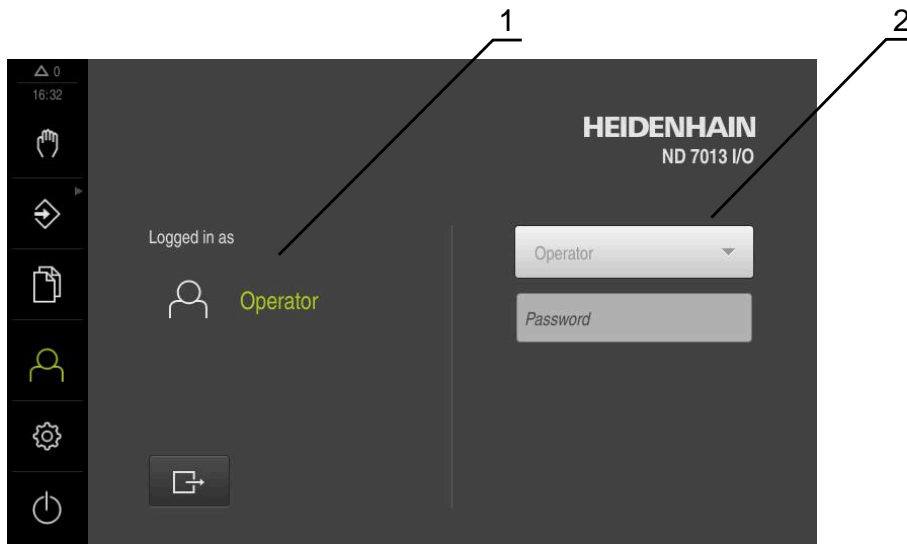 1
2
0
16:32
HEIDENHAIN
ND 7013 I/O
Logged in as
Operator
Operator
Password